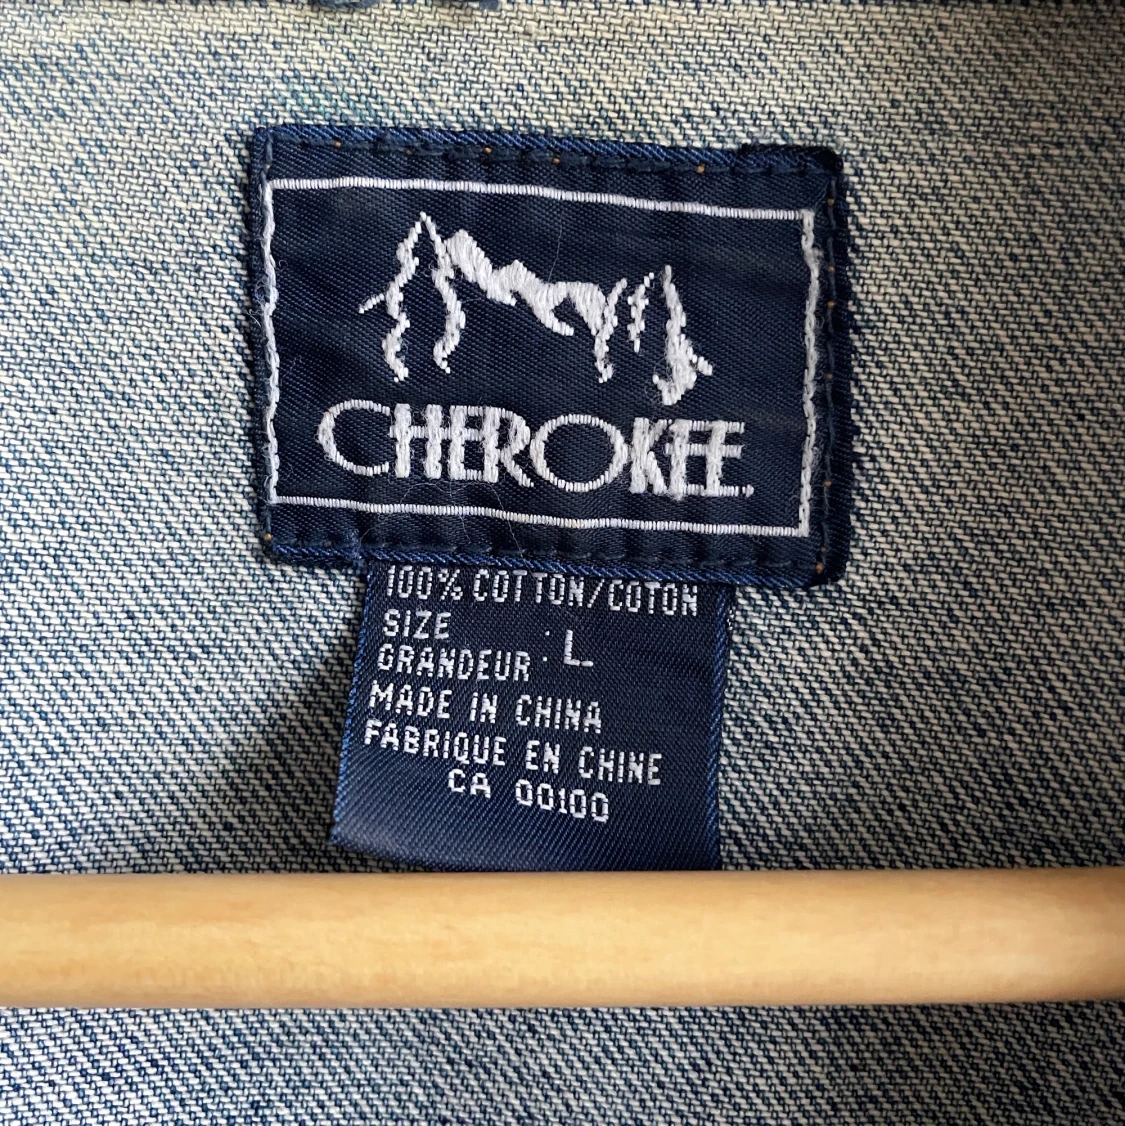 CHEROKEE.
100% COTTON/COTON
SIZE
GRANDEUR : L
MADE IN CHINA
FABRIQUE EN CHINE
CA 00100